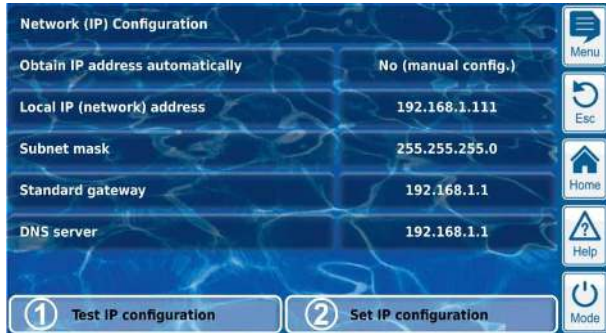 Network (IP) Configuration
Obtain IP address automatically No (manual config.)
Local IP (network) address 192.168.1.111
Subnet mask 255.255.255.0
Standard gateway 192.168.1.1
DNS server 192.168.1.1
1 Test IP configuration 2 Set IP configuration
Menu
Esc
Home
? Help
Mode